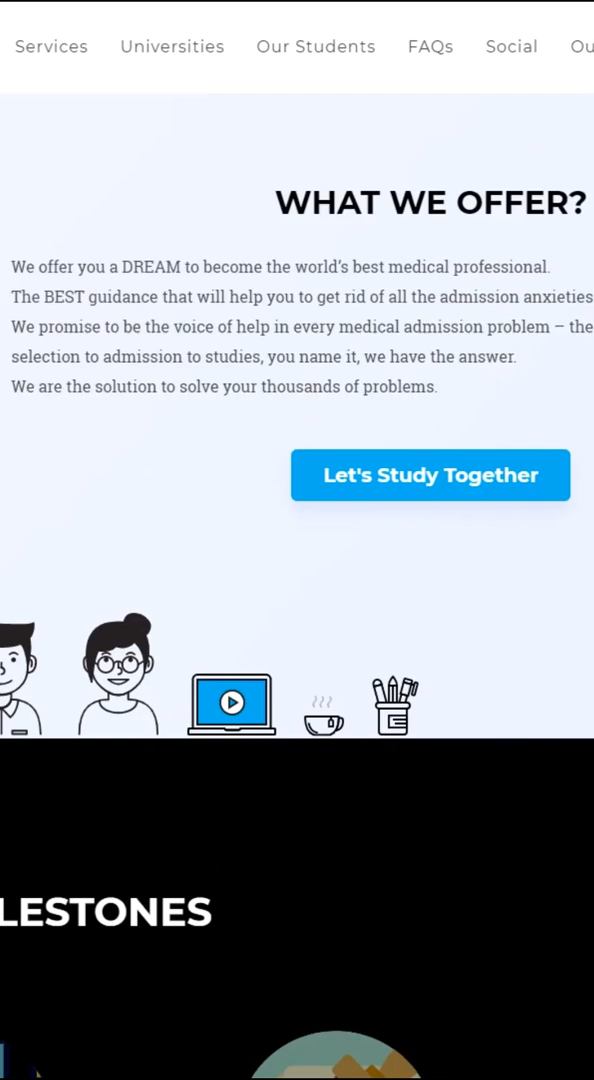 Services Universities Our Students FAQs Social Ou
WHAT WE OFFER?
We offer you a DREAM to become the world’s best medical professional.
The BEST guidance that will help you to get rid of all the admission anxieties
We promise to be the voice of help in every medical admission problem – the
selection to admission to studies, you name it, we have the answer.
We are the solution to solve your thousands of problems.
Let's Study Together
LESTONES